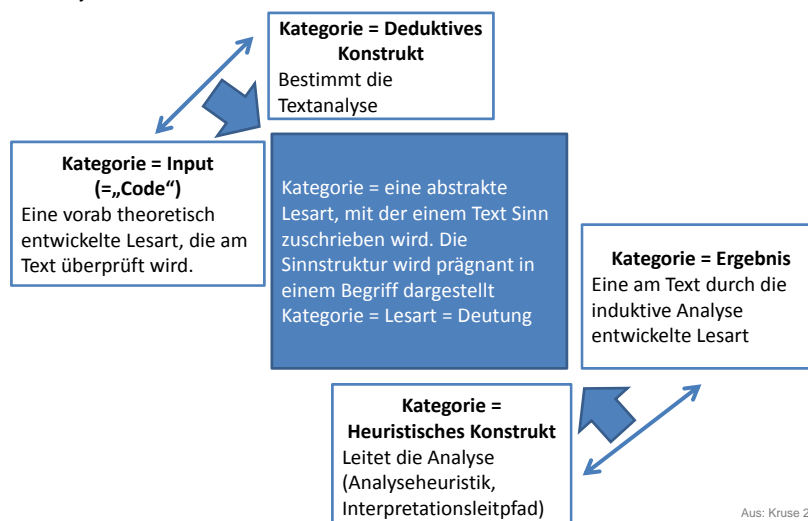 Kategorie = Deduktives
Konstrukt
Bestimmt die
Textanalyse
Kategorie = Input
(=„Code“)
Eine vorab theoretisch
entwickelte Lesart, die am
Text überprüft wird.
Kategorie = eine abstrakte
Lesart, mit der einem Text Sinn
zuschrieben wird. Die
Sinnstruktur wird prägnant in
einem Begriff dargestellt
Kategorie = Lesart = Deutung
Kategorie = Ergebnis
Eine am Text durch die
induktive Analyse
entwickelte Lesart
Kategorie =
Heuristisches Konstrukt
Leitet die Analyse
(Analyseheuristik,
Interpretationsleitpfad)
Aus: Kruse 2